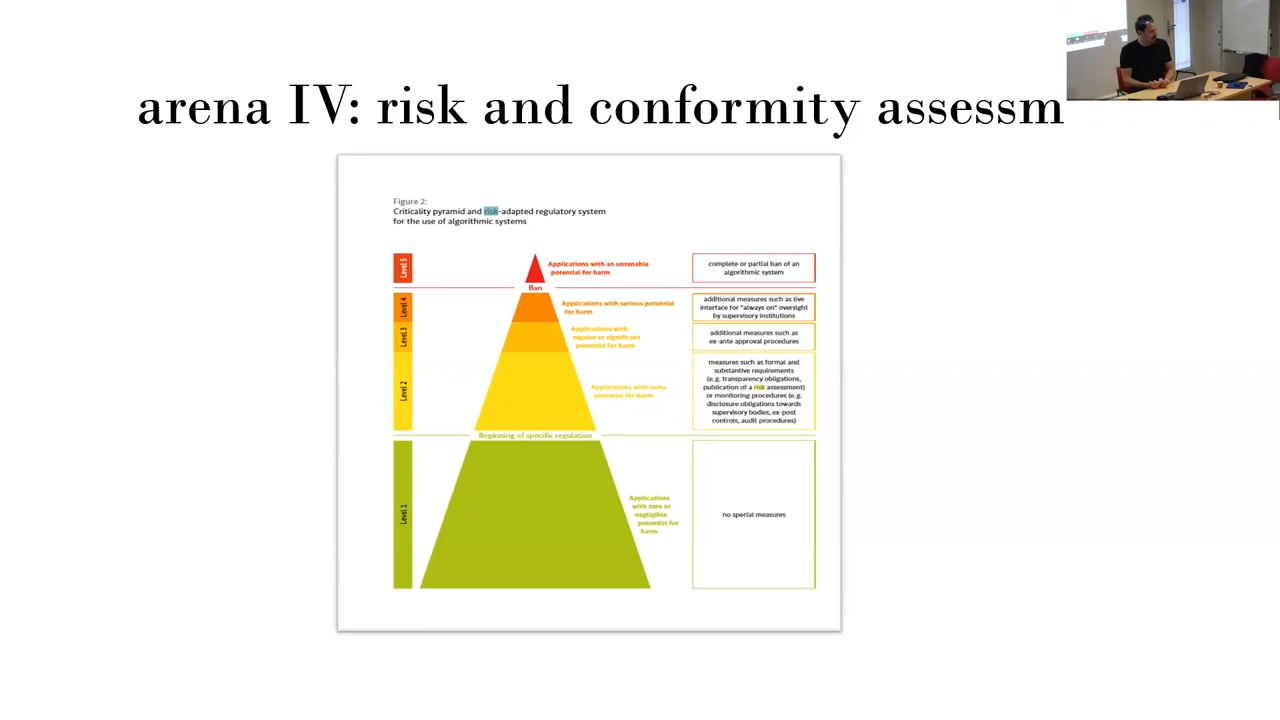 arena IV: risk and conformity assessm
Figure 2:
Criticality pyramid and risk-adapted regulatory system
for the use of algorithmic systems
Level 5
Applications with an untenable
potential for harm
complete or partial ban of an
algorithmic system
Ban
Level 4
Applications with serious potential
for harm
additional measures such as live
interface for "always on" oversight
by supervisory institutions
Level 3
Applications with
regular or significant
potential for harm
additional measures such as
ex-ante approval procedures
Level 2
Applications with some
potential for harm
measures such as formal and
substantive requirements
(e.g. transparency obligations,
publication of a risk assessment)
or monitoring procedures (e.g.
disclosure obligations towards
supervisory bodies, ex-post
controls, audit procedures)
Beginning of specific regulation
Level 1
Applications
with zero or
negligible
potential for
harm
no special measures